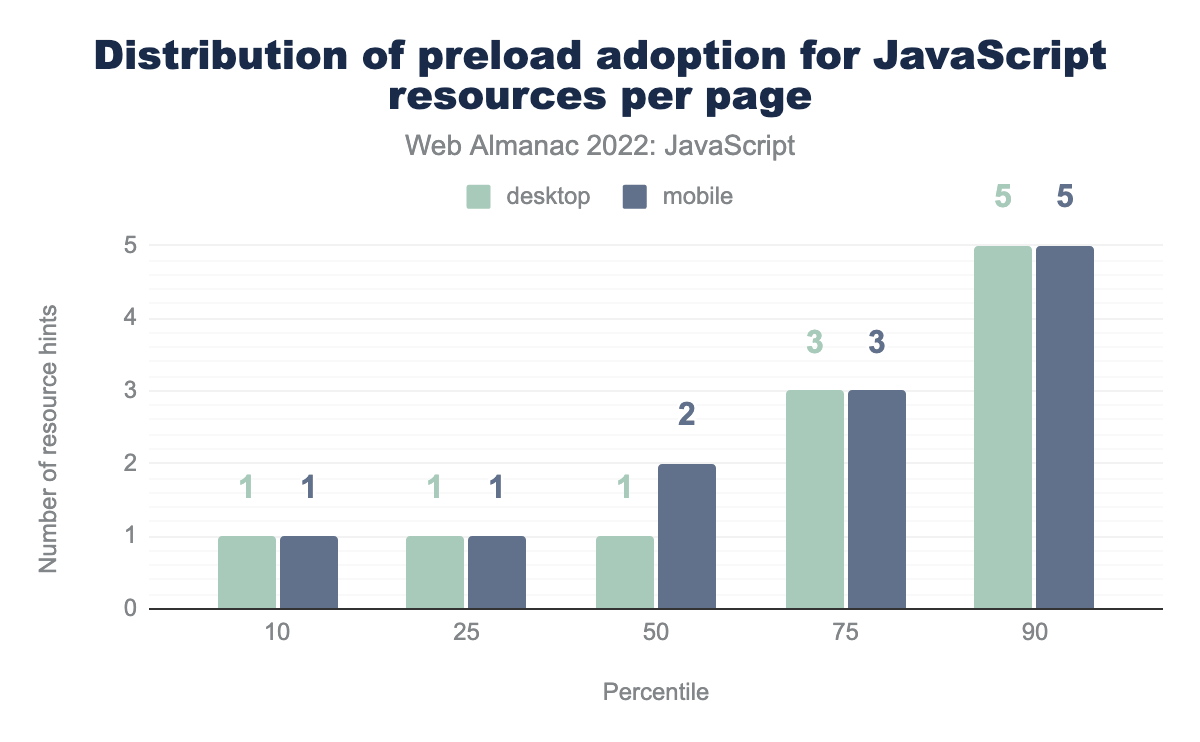 Distribution of preload adoption for JavaScript
resources per page
Web Almanac 2022: JavaScript
desktop mobile
5 5
5
4
3 3
3
2
2
1 1 1 1 1
1
0
Number of resource hints
10 25 50 75 90
Percentile